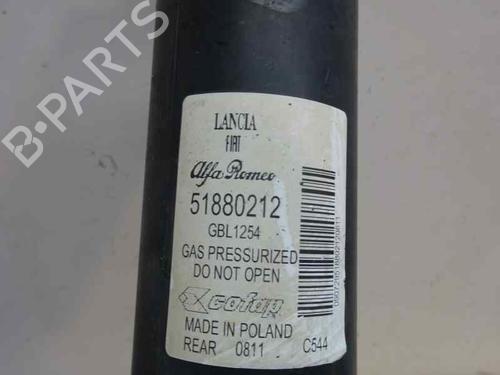 B-PARTS
LANCIA
FIAT
Alfa Romeo
51880212
GBL1254
GAS PRESSURIZED
DO NOT OPEN
cofap
MADE IN POLAND
REAR 0811 C544